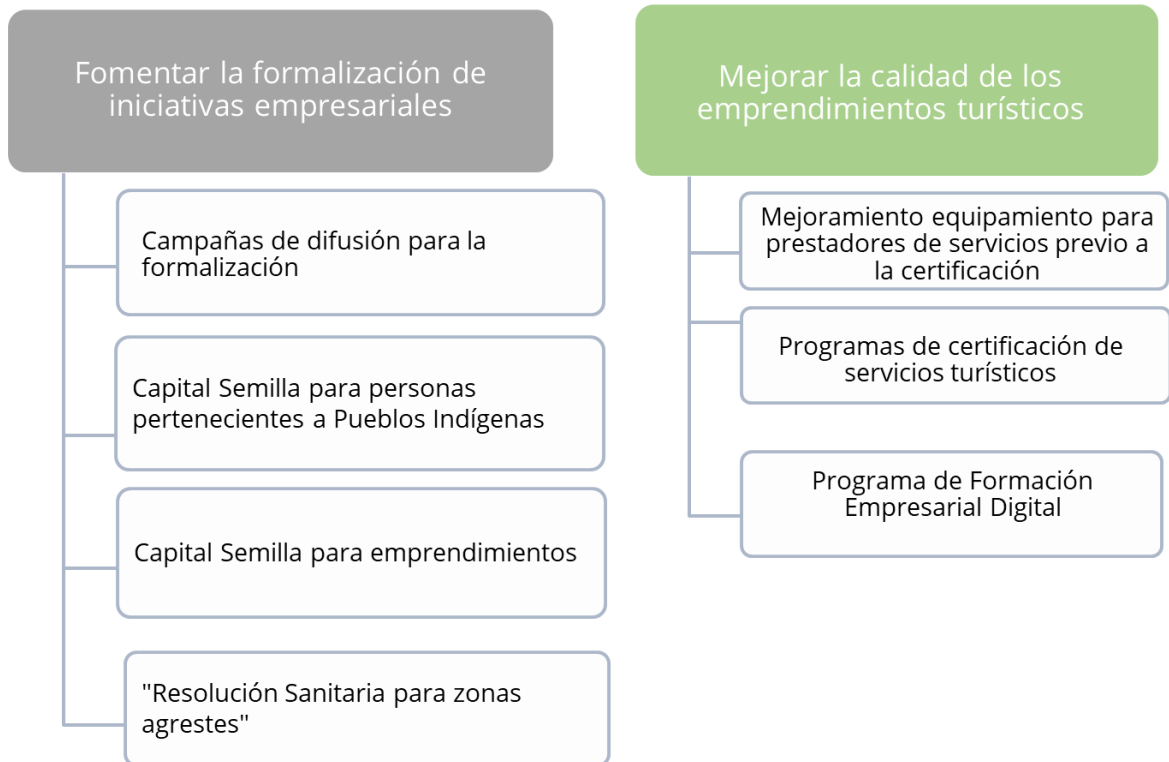 Fomentar la formalización de
iniciativas empresariales
Campañas de difusión para la
formalización
Capital Semilla para personas
pertenecientes a Pueblos Indígenas
Capital Semilla para emprendimientos
"Resolución Sanitaria para zonas
agrestes"
Mejorar la calidad de los
emprendimientos turísticos
Mejoramiento equipamiento para
prestadores de servicios previo a
la certificación
Programas de certificación de
servicios turísticos
Programa de Formación
Empresarial Digital